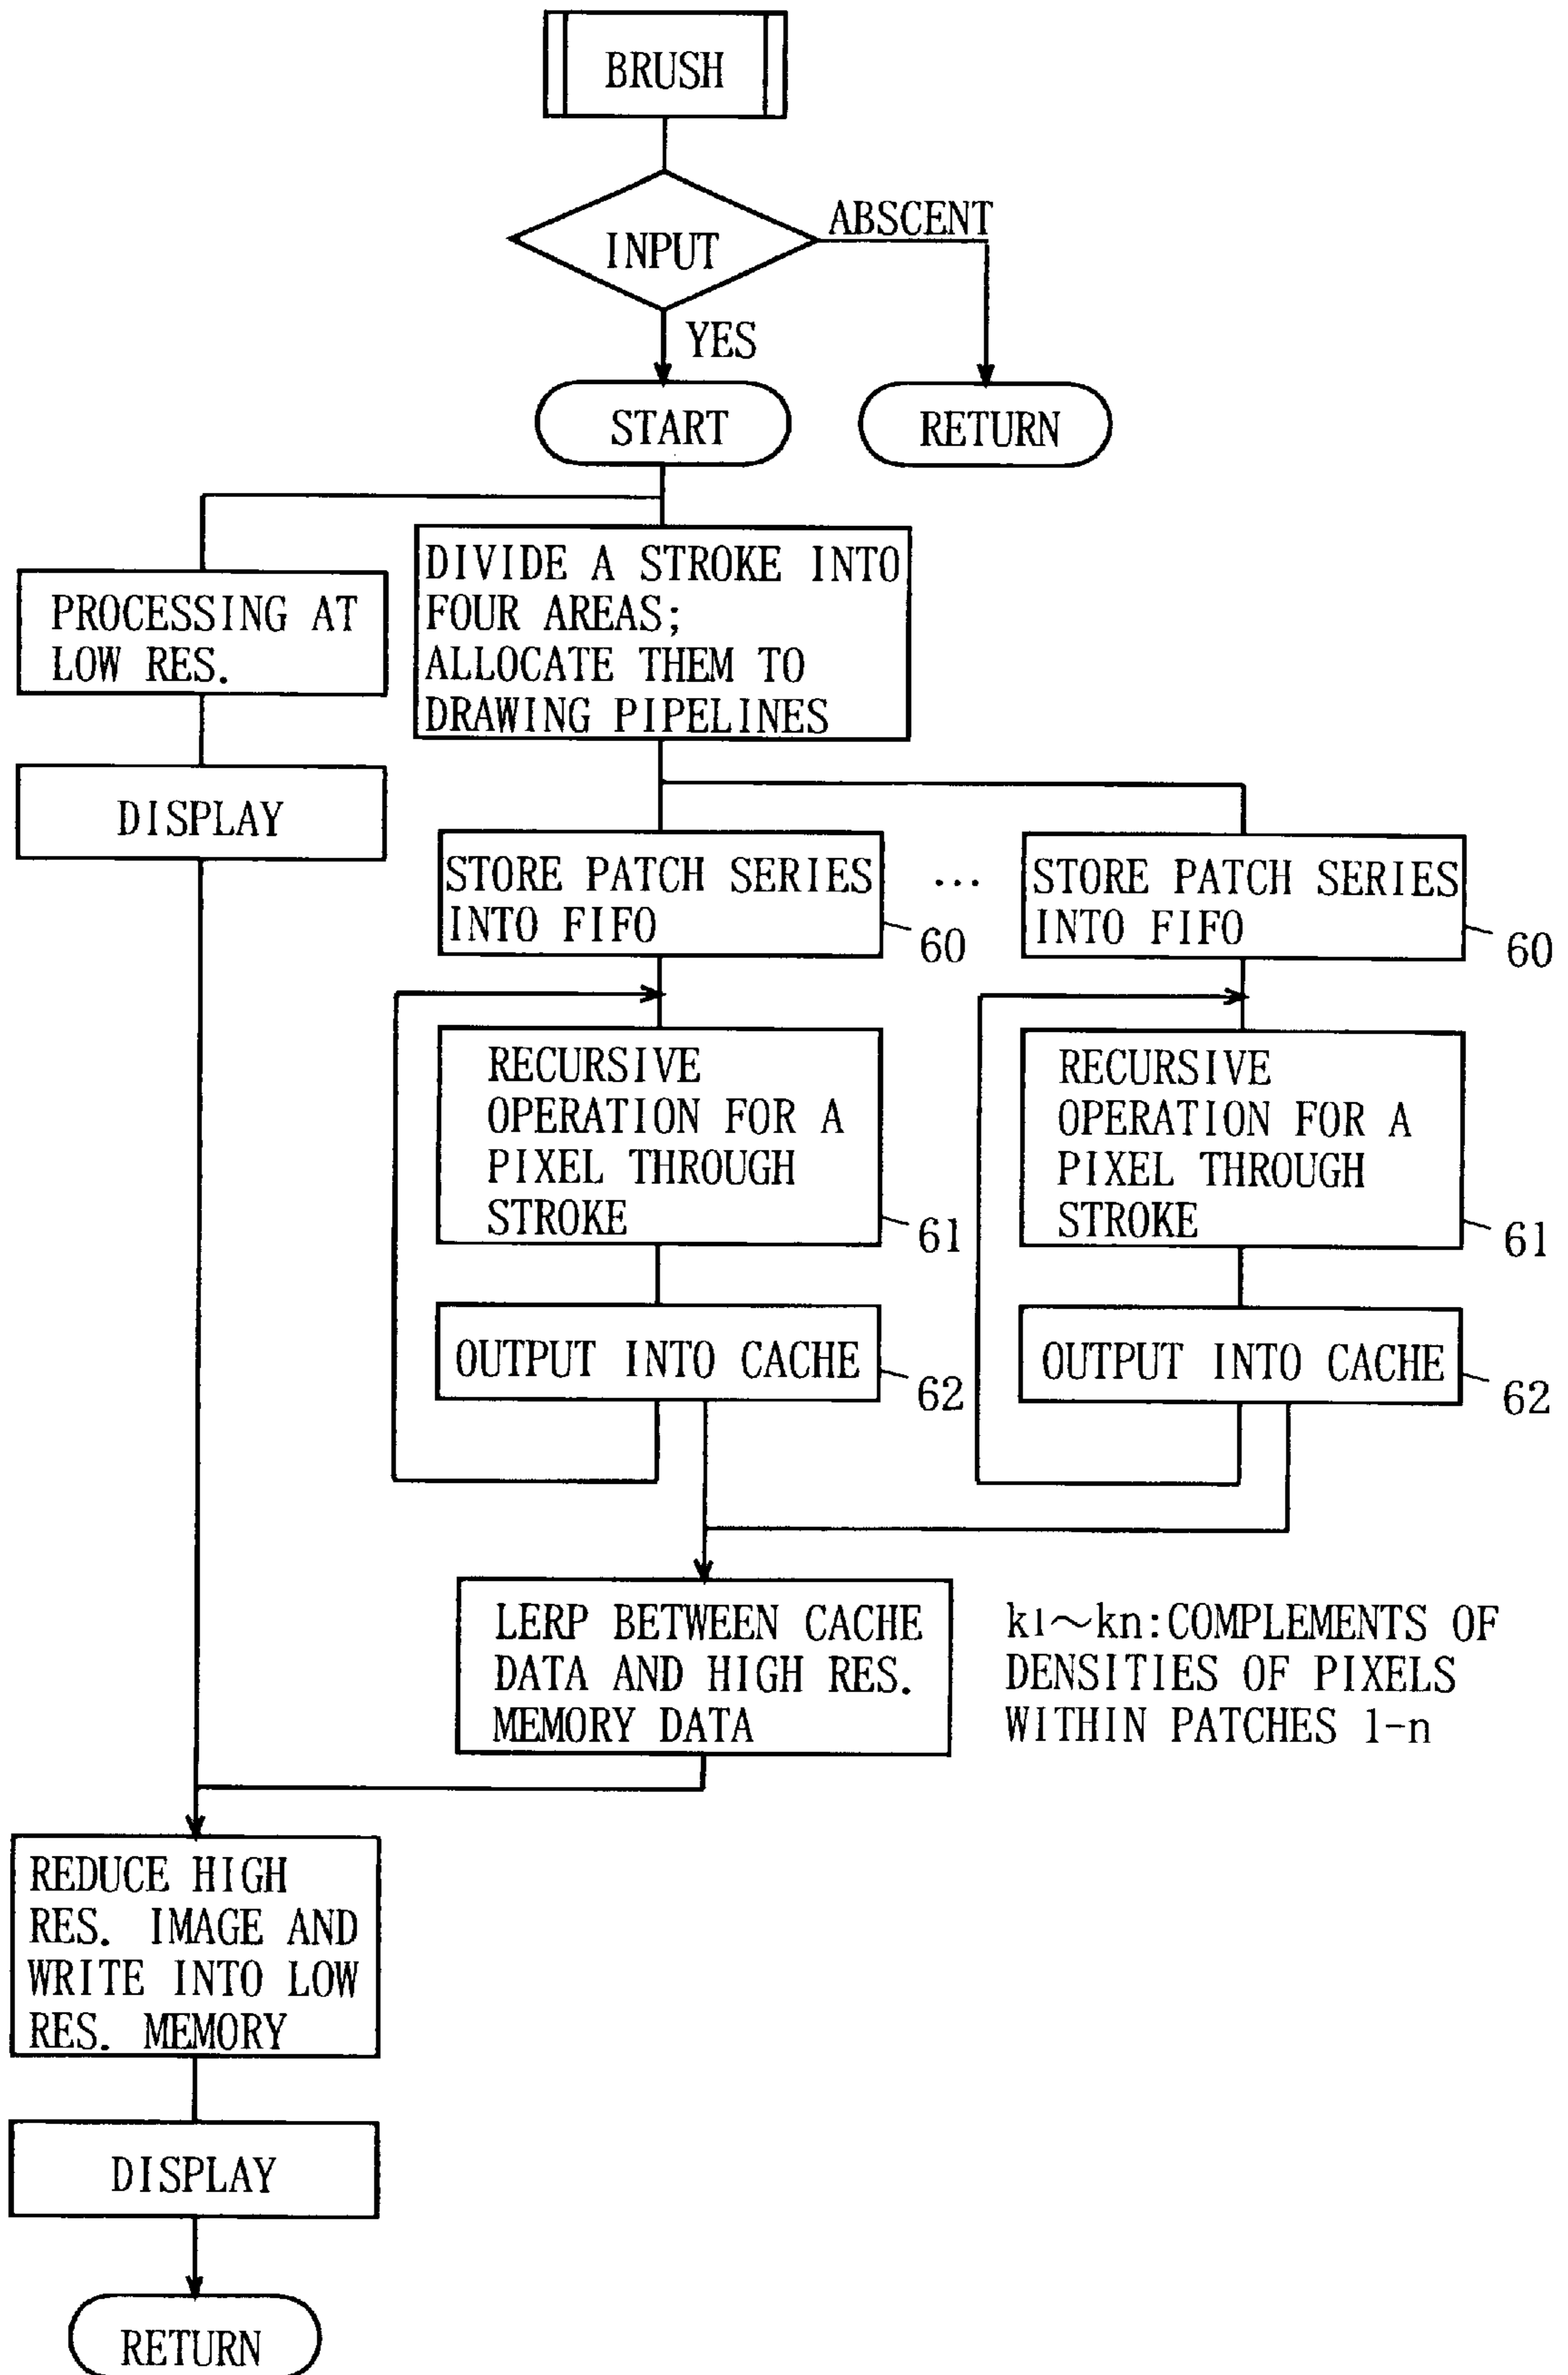 BRUSH
INPUT
ABSCENT
YES
START
RETURN
PROCESSING AT
LOW RES.
DISPLAY
DIVIDE A STROKE INTO
FOUR AREAS;
ALLOCATE THEM TO
DRAWING PIPELINES
STORE PATCH SERIES
INTO FIFO
60
...
STORE PATCH SERIES
INTO FIFO
60
RECURSIVE
OPERATION FOR A
PIXEL THROUGH
STROKE
61
RECURSIVE
OPERATION FOR A
PIXEL THROUGH
STROKE
61
OUTPUT INTO CACHE
62
OUTPUT INTO CACHE
62
LERP BETWEEN CACHE
DATA AND HIGH RES.
MEMORY DATA
k1~kn:COMPLEMENTS OF
DENSITIES OF PIXELS
WITHIN PATCHES 1-n
REDUCE HIGH
RES. IMAGE AND
WRITE INTO LOW
RES. MEMORY
DISPLAY
RETURN